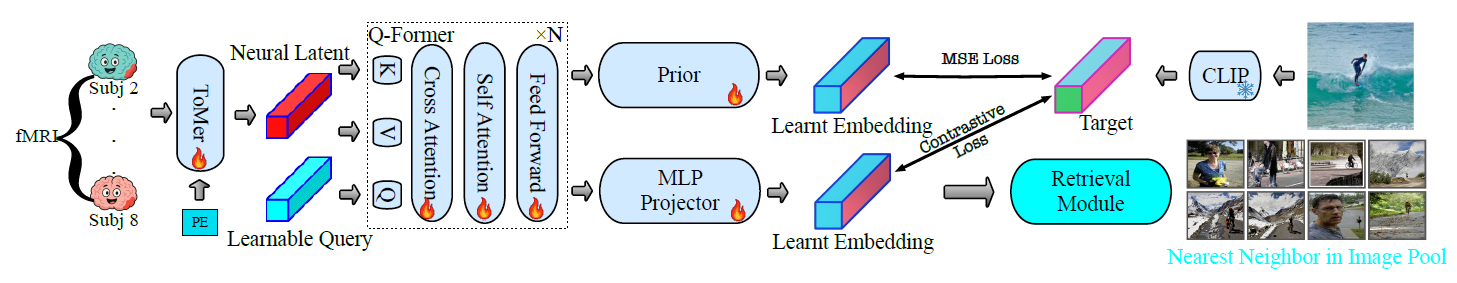 fMRI
Subj 2
.
.
.
Subj 8
ToMer
PE
Neural Latent
Learnable Query
Q-Former
×N
K
V
Q
Cross Attention
Self Attention
Feed Forward
Prior
MLP
Projector
Learnt Embedding
Learnt Embedding
MSE Loss
Contrastive
Loss
Target
CLIP
Retrieval
Module
Nearest Neighbor in Image Pool